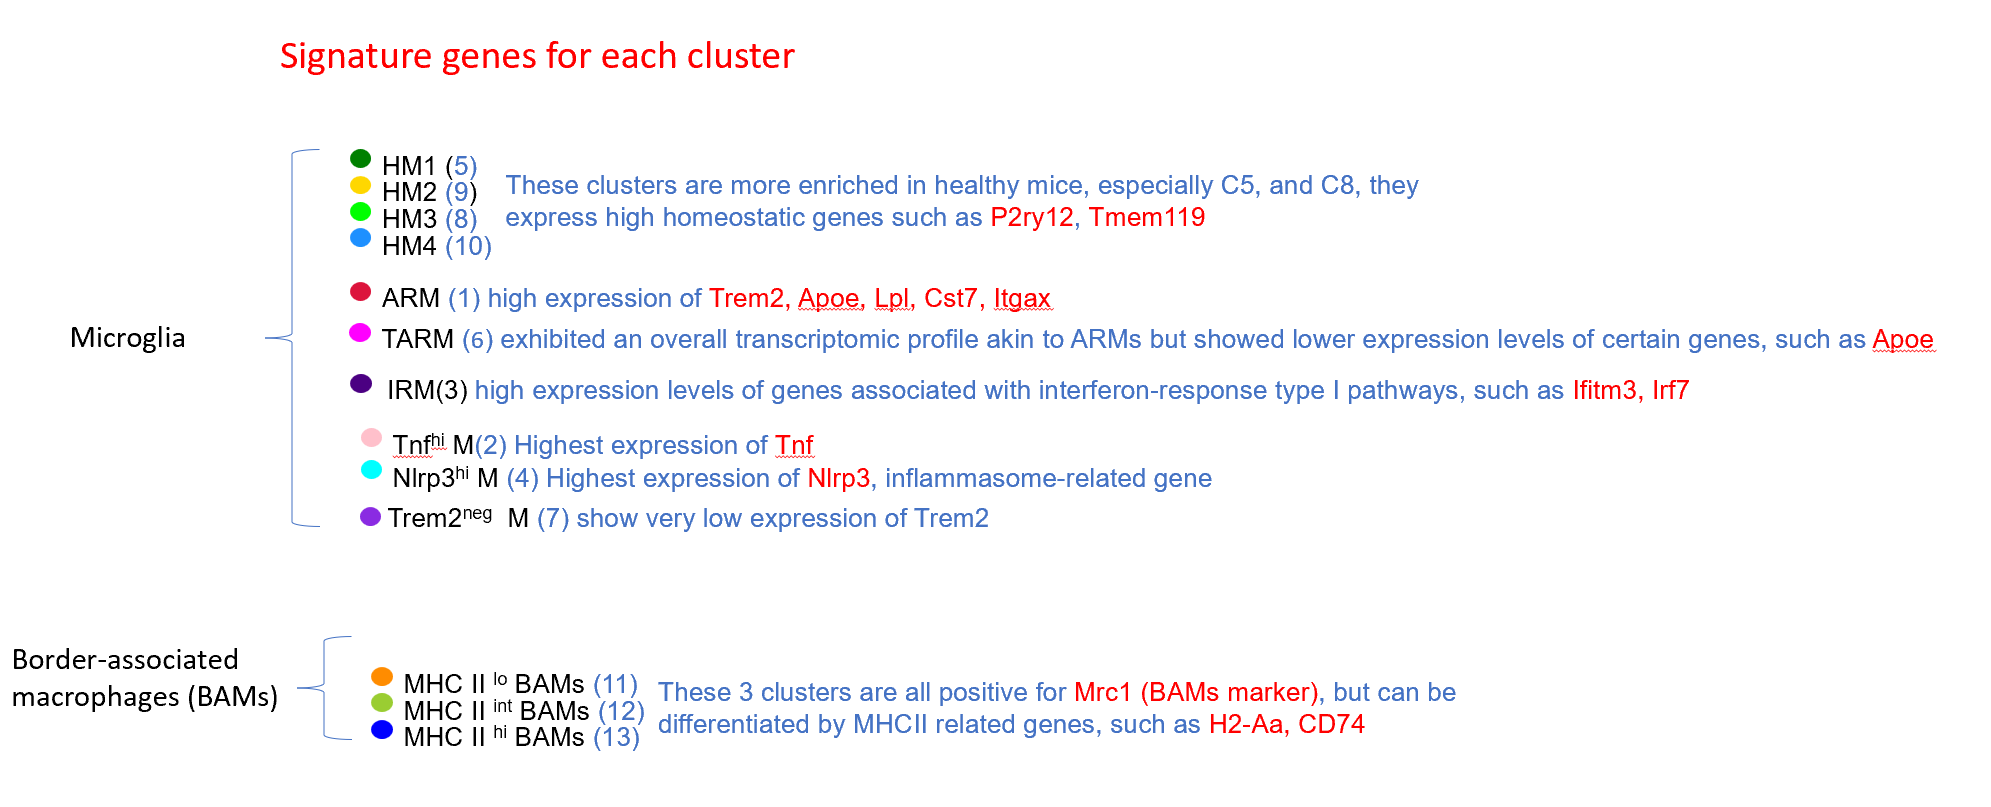 Signature genes for each cluster
HM1 (5)
HM2 (9)
HM3 (8)
HM4 (10)
These clusters are more enriched in healthy mice, especially C5, and C8, they
express high homeostatic genes such as P2ry12, Tmem119
ARM (1) high expression of Trem2, Apoe, Lpl, Cst7, Itgax
Microglia
TARM (6) exhibited an overall transcriptomic profile akin to ARMs but showed lower expression levels of certain genes, such as Apoe
IRM(3) high expression levels of genes associated with interferon-response type I pathways, such as Ifitm3, Irf7
Tnfhi M(2) Highest expression of Tnf
Nlrp3hi M (4) Highest expression of Nlrp3, inflammasome-related gene
Trem2neg M (7) show very low expression of Trem2
Border-associated
macrophages (BAMs)
MHC II lo BAMs (11)
MHC II int BAMs (12)
MHC II hi BAMs (13)
These 3 clusters are all positive for Mrc1 (BAMs marker), but can be
differentiated by MHCII related genes, such as H2-Aa, CD74